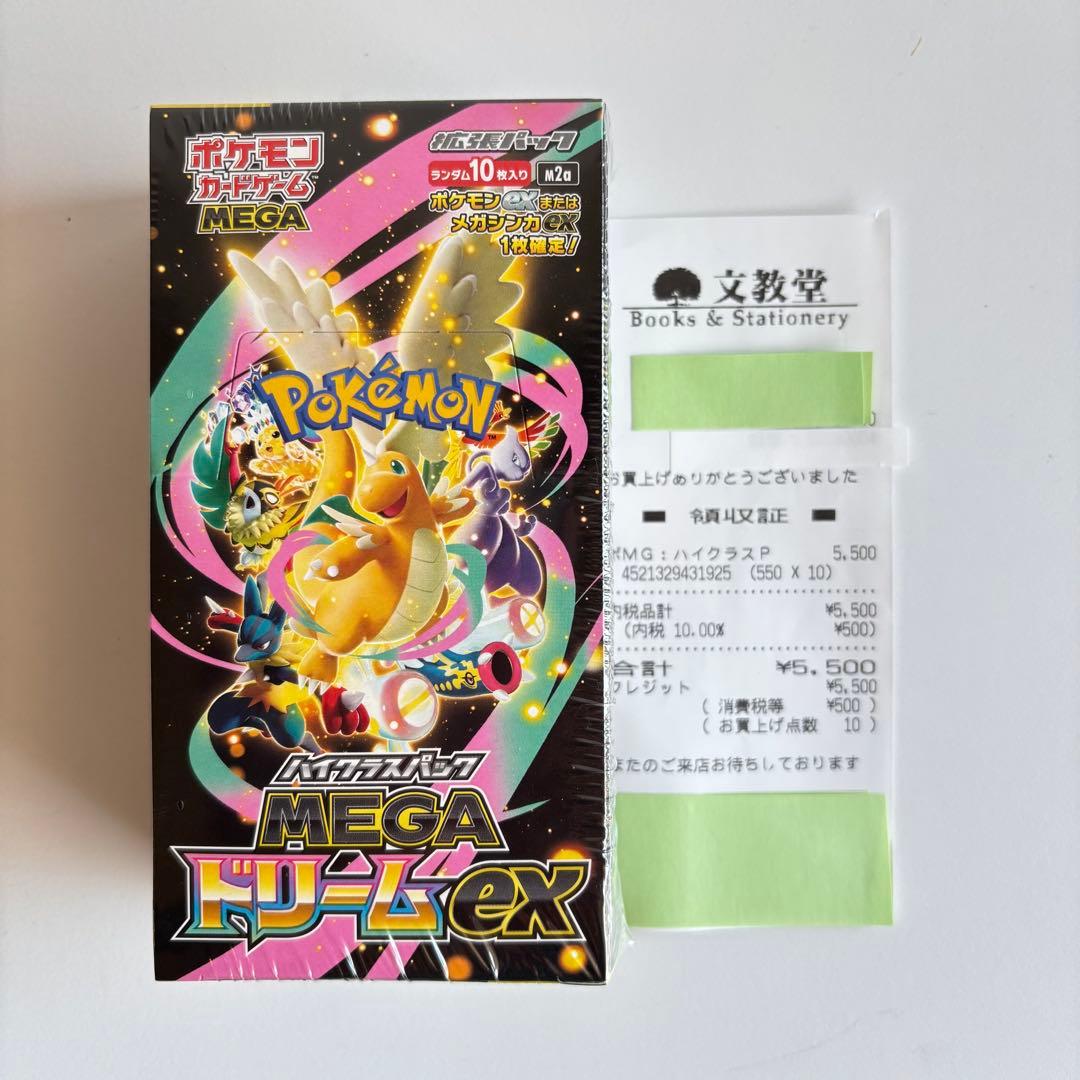 ポケモン
カードゲーム
MEGA
拡張パック
ランダム10枚入り M2a
ポケモンexまたは
メガシンカex
1枚確定!
POKÉMON
ハイクラスパック
MEGA
ドリームex
文教堂
Books & Stationery
お買上げありがとうございました
領収証
MG:ハイクラスP 5,500
4521329431925 (550 X 10)
内税品計 ¥5,500
(内税 10.00% ¥500)
合計 ¥5,500
クレジット ¥5,500
( 消費税等 ¥500 )
( お買上げ点数 10 )
またのご来店お待ちしております